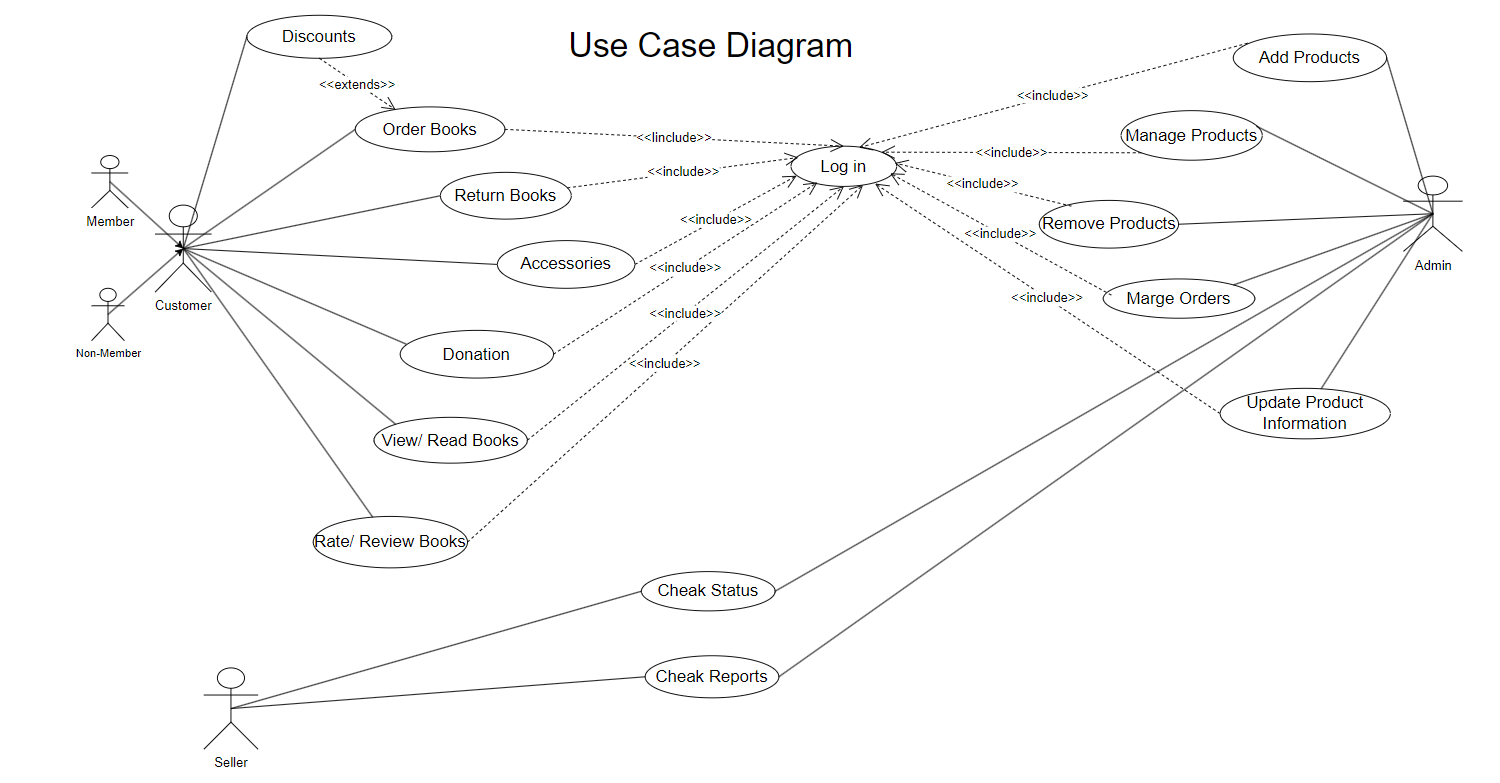 Use Case Diagram
Discounts
<<extends>>
Order Books
<<linclude>>
Return Books
<<include>>
Accessories
<<include>>
Donation
<<include>>
View/ Read Books
<<include>>
Rate/ Review Books
<<include>>
Member
Customer
Non-Member
Log in
Add Products
<<include>>
Manage Products
<<include>>
Remove Products
<<include>>
Marge Orders
<<include>>
Update Product
Information
<<include>>
Admin
Cheak Status
Cheak Reports
Seller